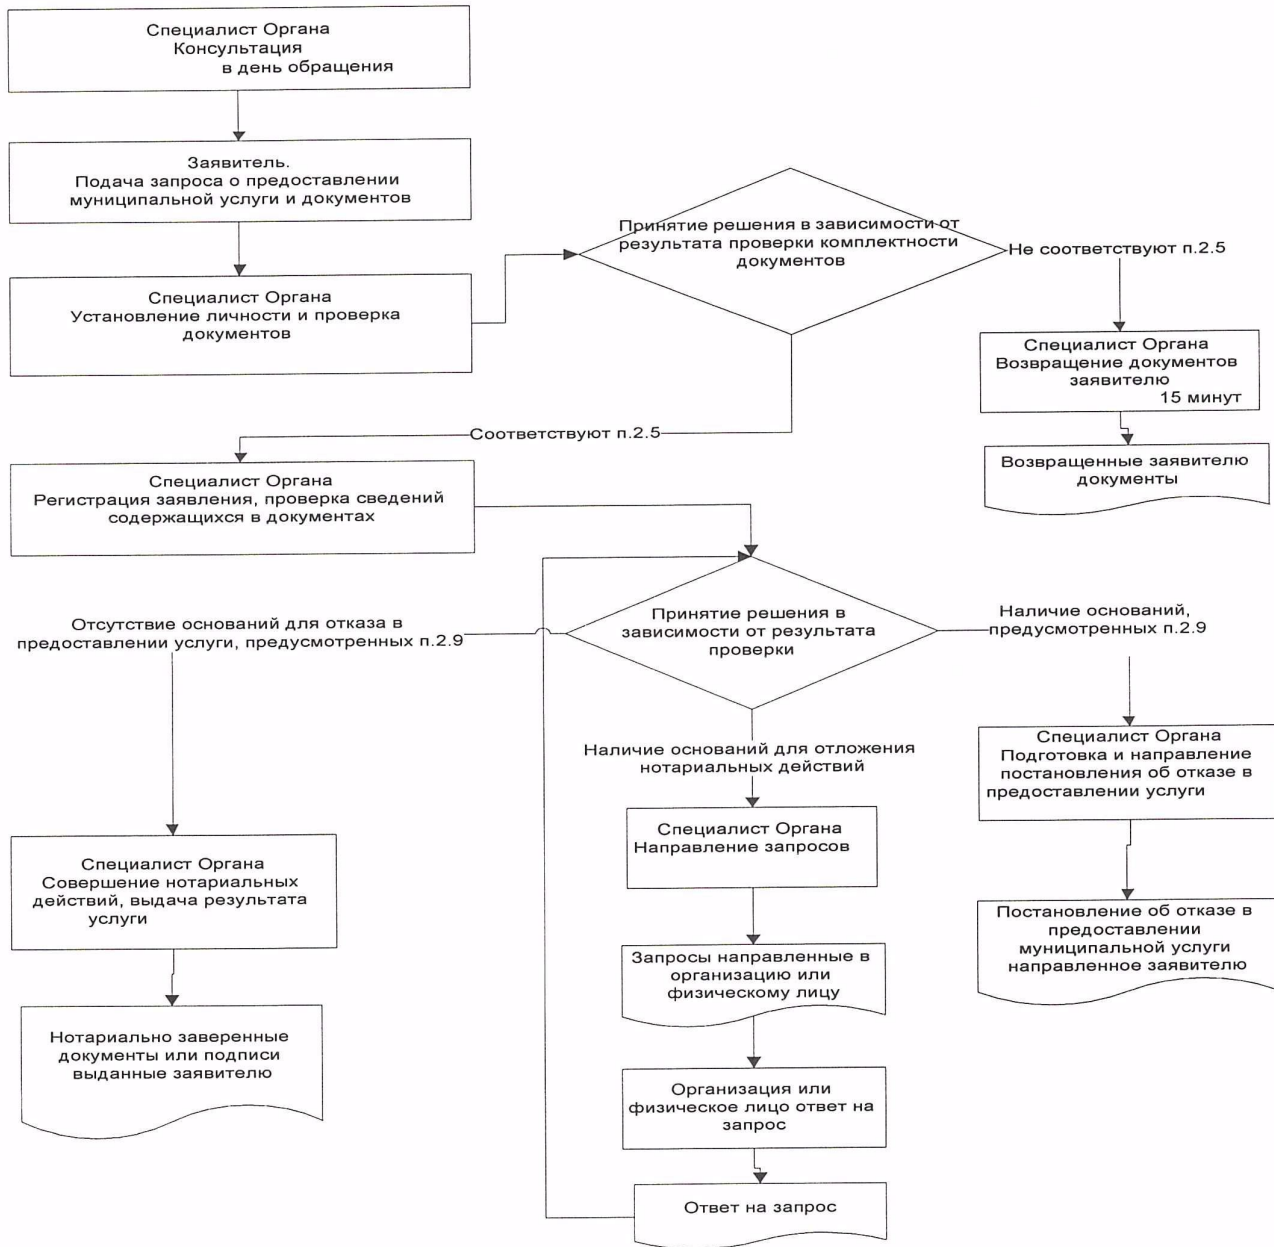 Специалист Органа
Консультация
в день обращения
Заявитель.
Подача запроса о предоставлении
муниципальной услуги и документов
Специалист Органа
Установление личности и проверка
документов
Принятие решения в зависимости от
результата проверки комплектности
документов
Не соответствуют п.2.5
Специалист Органа
Возвращение документов
заявителю
15 минут
Возвращенные заявителю
документы
Соответствуют п.2.5
Специалист Органа
Регистрация заявления, проверка сведений
содержащихся в документах
Принятие решения в
зависимости от результата
проверки
Отсутствие оснований для отказа в
предоставлении услуги, предусмотренных п.2.9
Наличие оснований,
предусмотренных п.2.9
Наличие оснований для отложения
нотариальных действий
Специалист Органа
Подготовка и направление
постановления об отказе в
предоставлении услуги
Специалист Органа
Направление запросов
Специалист Органа
Совершение нотариальных
действий, выдача результата
услуги
Постановление об отказе в
предоставлении
муниципальной услуги
направленное заявителю
Запросы направленные в
организацию или
физическому лицу
Нотариально заверенные
документы или подписи
выданные заявителю
Организация или
физическое лицо ответ на
запрос
Ответ на запрос